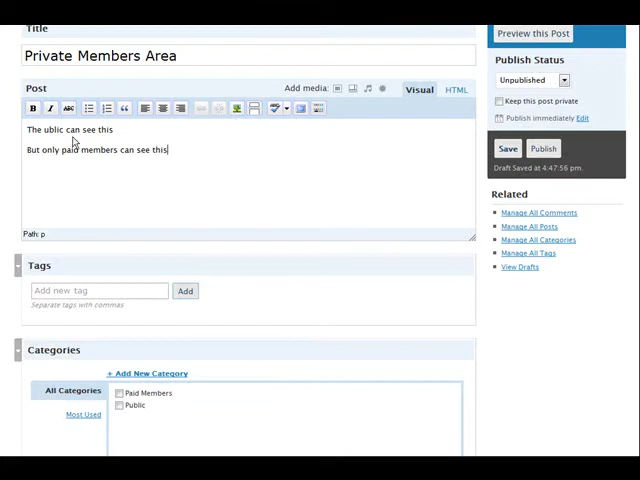 Title
Preview this Post
Private Members Area
Publish Status
Post
Add media:
Visual
HTML
Unpublished
B I ABC
Keep this post private
Publish immediately Edit
The ublic can see this
But only paid members can see this
Save
Publish
Draft Saved at 4:47:56 pm.
Related
Manage All Comments
Manage All Posts
Manage All Categories
Manage All Tags
View Drafts
Path: p
Tags
Add new tag
Add
Separate tags with commas
Categories
+ Add New Category
All Categories
Most Used
Paid Members
Public